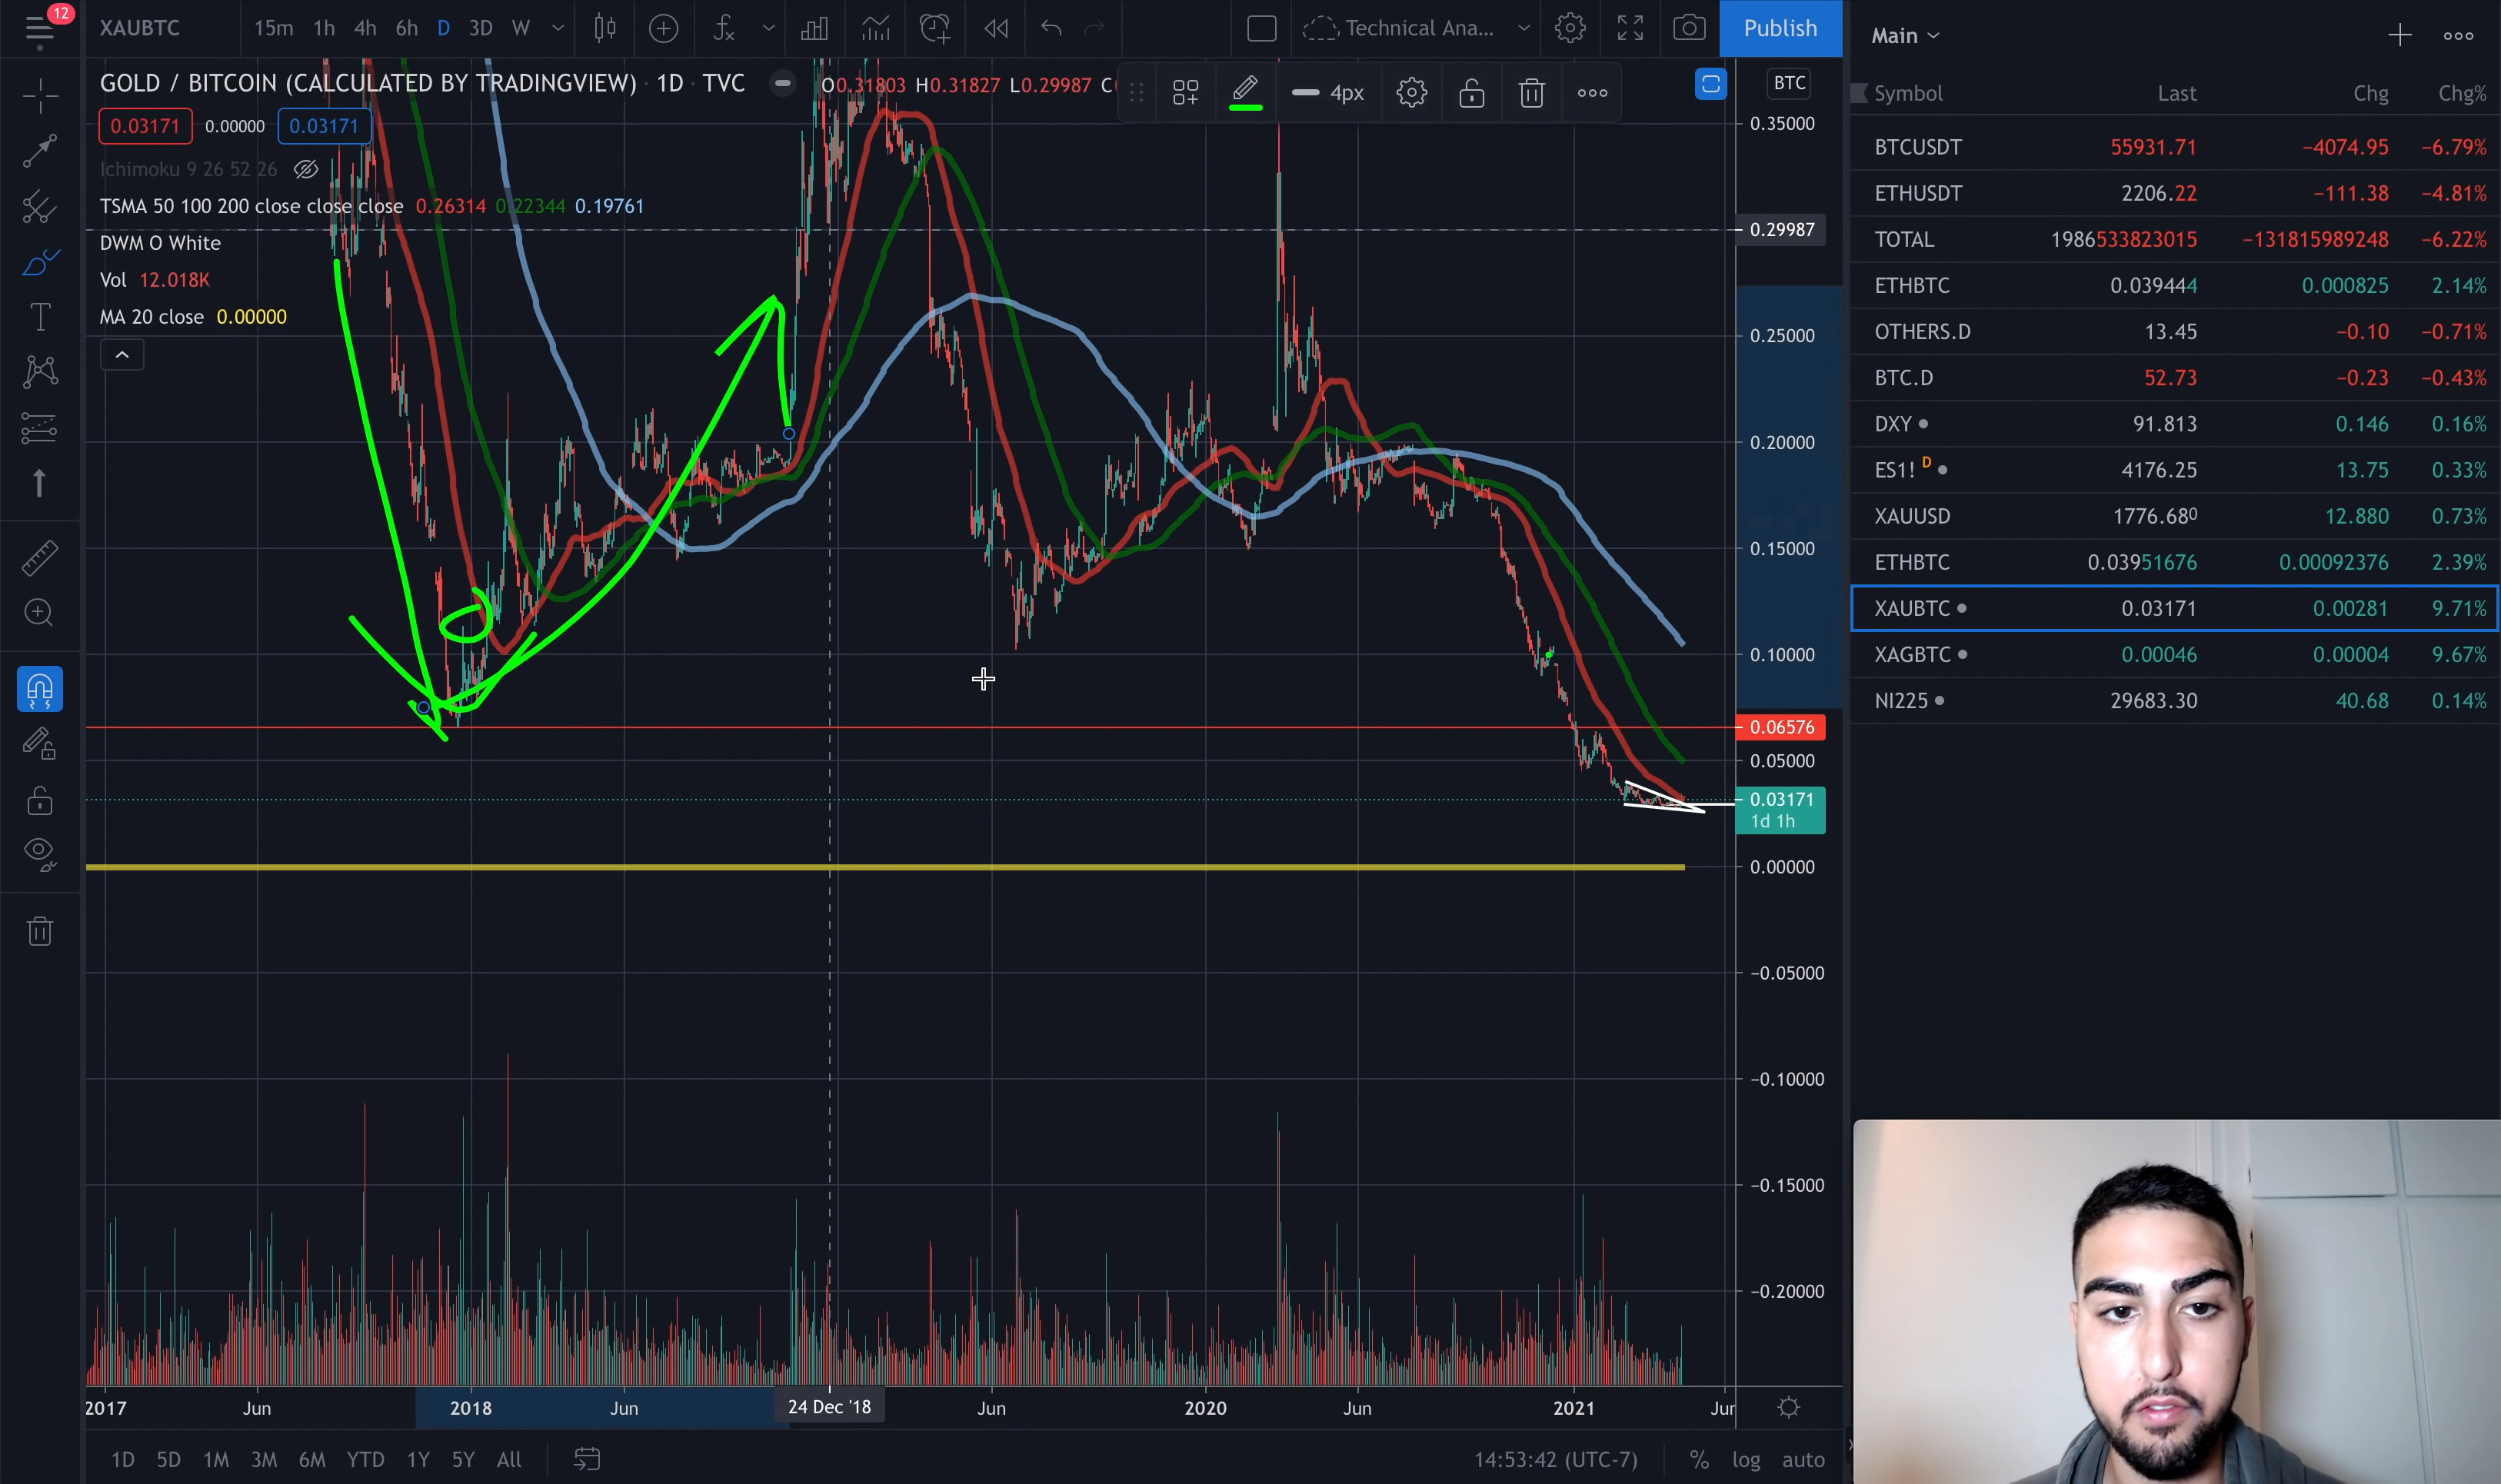 12
XAUBTC 15m 1h 4h 6h D 3D W Technical Ana... Publish
GOLD / BITCOIN (CALCULATED BY TRADINGVIEW) · 1D · TVC O0.31803 H0.31827 L0.29987 C
4px
0.03171 0.00000 0.03171
Ichimoku 9 26 52 26
TSMA 50 100 200 close close close 0.26314 0.22344 0.19761
DWM O White
Vol 12.018K
MA 20 close 0.00000
BTC
0.35000
0.29987
0.25000
0.20000
0.15000
0.10000
0.06576
0.05000
0.03171
1d 1h
0.00000
−0.05000
−0.10000
−0.15000
−0.20000
2017 Jun 2018 Jun 24 Dec '18 Jun 2020 Jun 2021 Jun
1D 5D 1M 3M 6M YTD 1Y 5Y All 14:53:42 (UTC-7) % log auto
Main
Symbol Last Chg Chg%
BTCUSDT 55931.71 −4074.95 −6.79%
ETHUSDT 2206.22 −111.38 −4.81%
TOTAL 1986533823015 −131815989248 −6.22%
ETHBTC 0.039444 0.000825 2.14%
OTHERS.D 13.45 −0.10 −0.71%
BTC.D 52.73 −0.23 −0.43%
DXY 91.813 0.146 0.16%
ES1! D 4176.25 13.75 0.33%
XAUUSD 1776.680 12.880 0.73%
ETHBTC 0.03951676 0.00092376 2.39%
XAUBTC 0.03171 0.00281 9.71%
XAGBTC 0.00046 0.00004 9.67%
NI225 29683.30 40.68 0.14%